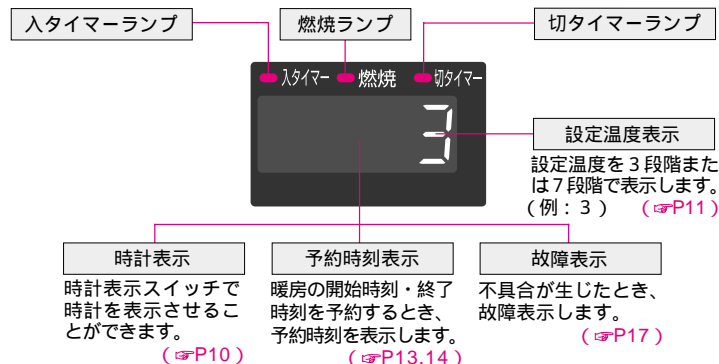 入タイマーランプ
燃焼ランプ
切タイマーランプ
入タイマー 燃焼 切タイマー
3
設定温度表示
設定温度を3段階また
は7段階で表示します。
(例:3) (☞P11)
時計表示
時計表示スイッチで
時計を表示させるこ
とができます。
(☞P10)
予約時刻表示
暖房の開始時刻・終了
時刻を予約するとき、
予約時刻を表示します。
(☞P13,14)
故障表示
不具合が生じたとき、
故障表示します。
(☞P17)